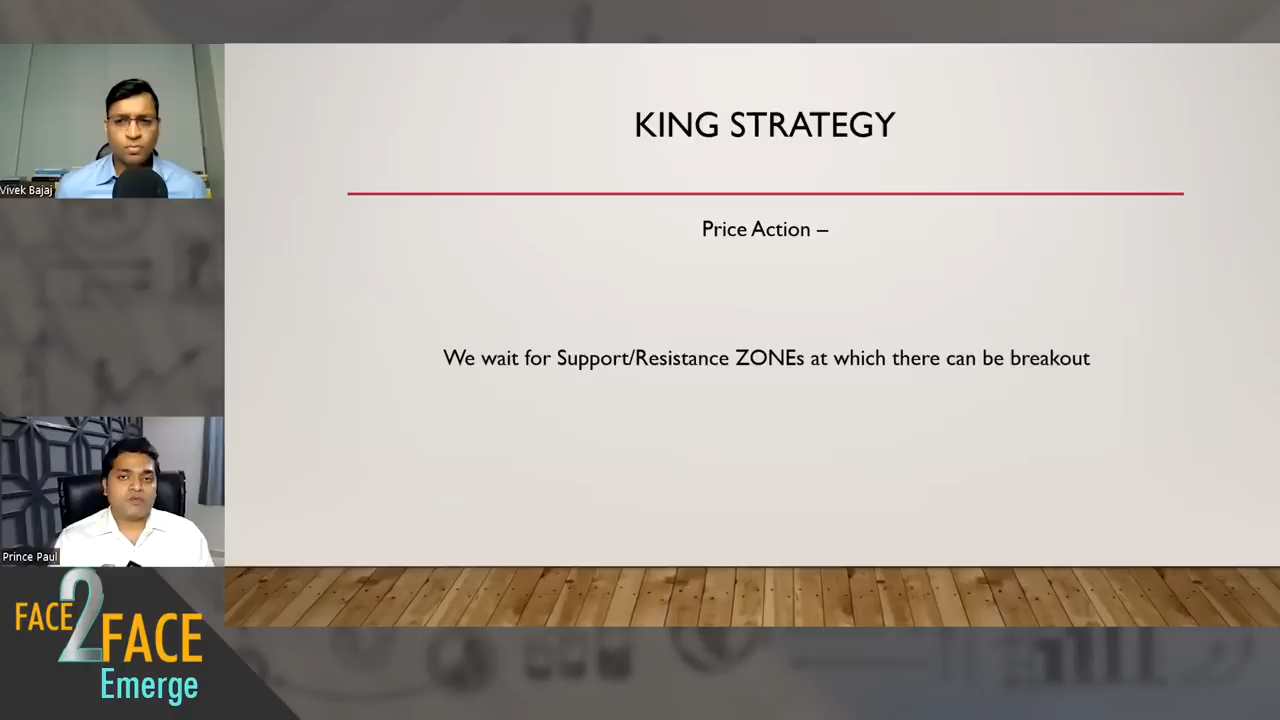 KING STRATEGY
Price Action –
We wait for Support/Resistance ZONEs at which there can be breakout
Vivek Bajaj
Prince Paul
FACE 2 FACE
Emerge